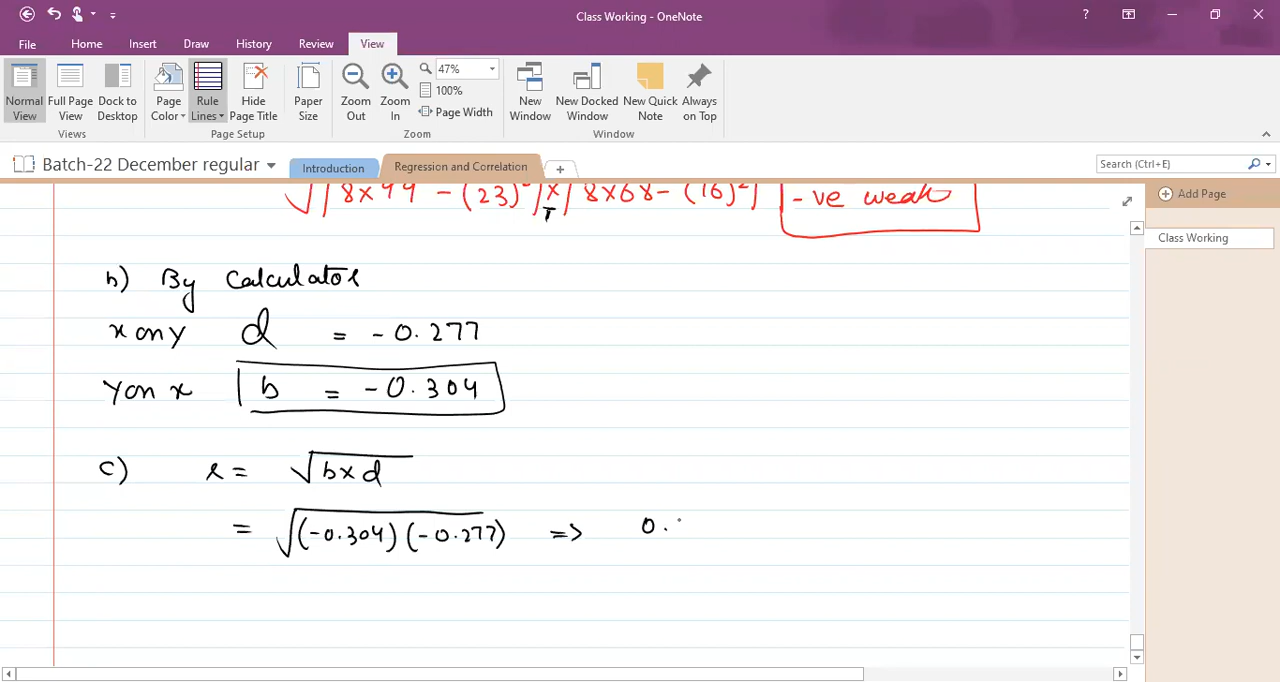 Class Working - OneNote
File Home Insert Draw History Review View
Normal View Full Page View Dock to Desktop Page Color Rule Lines Hide Page Title Paper Size Zoom Out Zoom In 47% 100% Page Width New Window New Docked Window New Quick Note Always on Top
Views Page Setup Zoom Window
Batch-22 December regular Introduction Regression and Correlation + Search (Ctrl+E)
Add Page
Class Working
√[8x99 - (23)²]x[8x68 - (16)²] -ve weak
b) By Calculator
x on y d = -0.277
Y on x b = -0.304
c) r = √bxd
= √(-0.304)(-0.277) => 0.